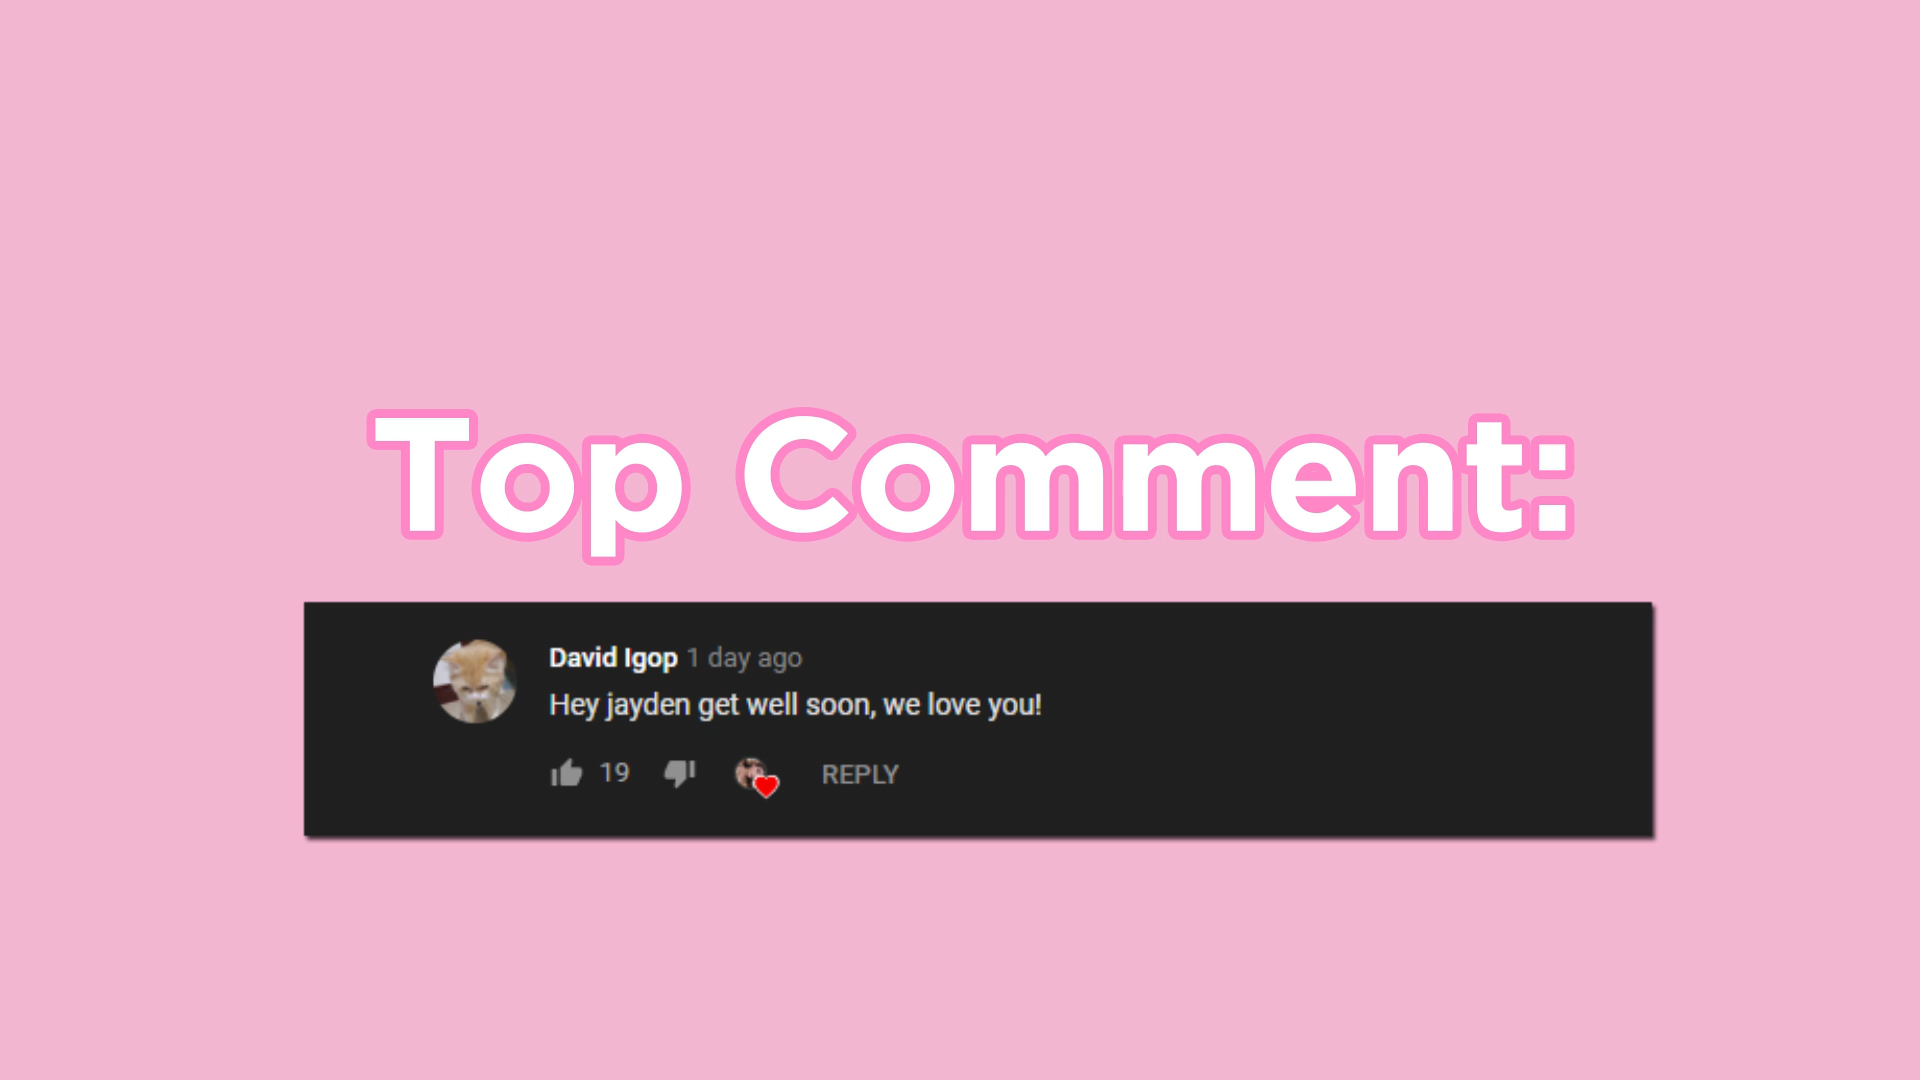 Top Comment:
David Igop 1 day ago
Hey jayden get well soon, we love you!
19 REPLY